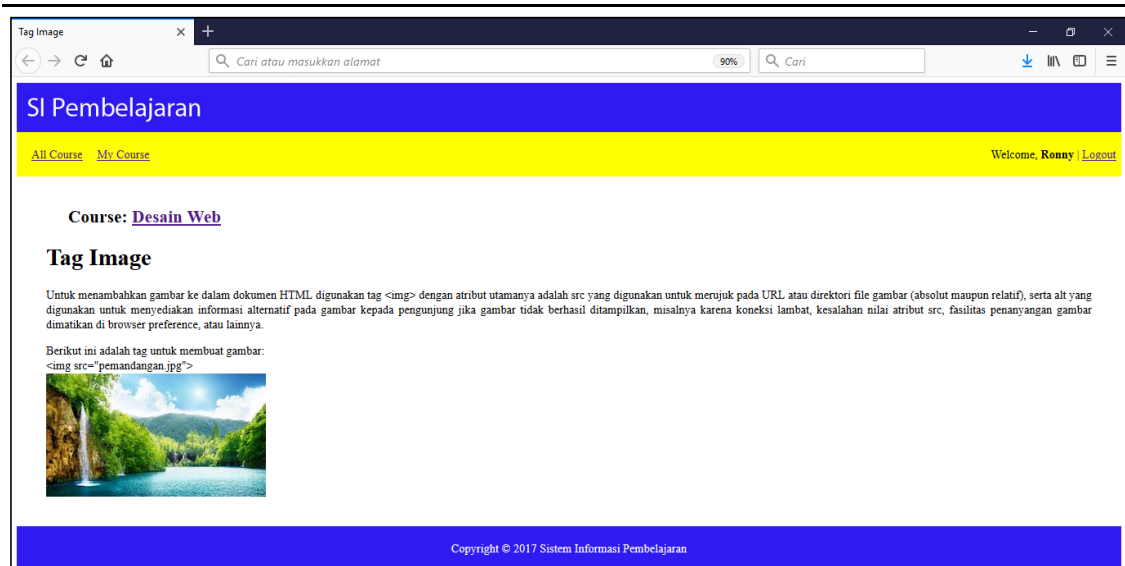 Tag Image
Cari atau masukkan alamat 90% Cari
SI Pembelajaran
All Course My Course Welcome, Ronny | Logout
Course: Desain Web
Tag Image
Untuk menambahkan gambar ke dalam dokumen HTML digunakan tag <img> dengan atribut utamanya adalah src yang digunakan untuk merujuk pada URL atau direktori file gambar (absolut maupun relatif), serta alt yang
digunakan untuk menyediakan informasi alternatif pada gambar kepada pengunjung jika gambar tidak berhasil ditampilkan, misalnya karena koneksi lambat, kesalahan nilai atribut src, fasilitas penanyangan gambar
dimatikan di browser preference, atau lainnya.
Berikut ini adalah tag untuk membuat gambar:
<img src="pemandangan.jpg">
Copyright © 2017 Sistem Informasi Pembelajaran